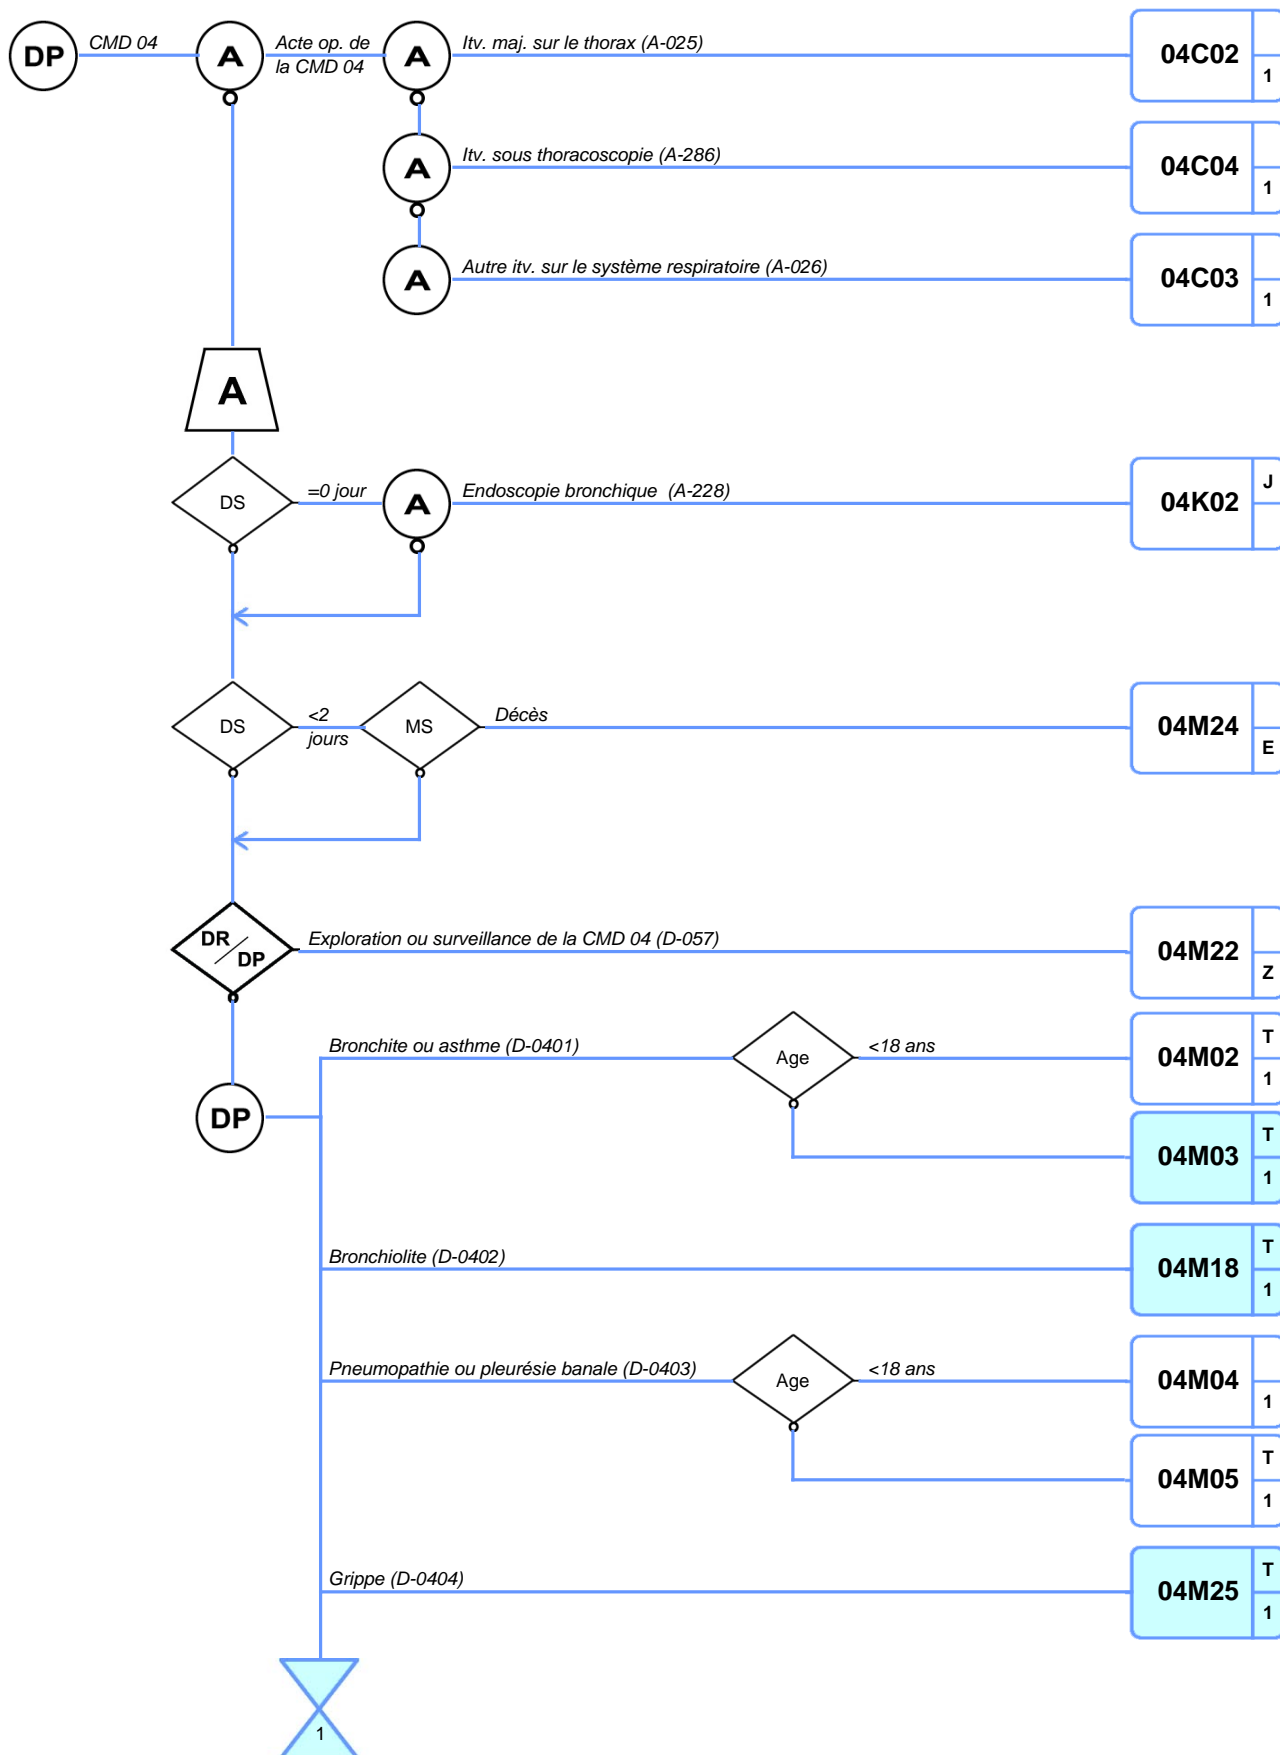 DP
CMD 04
A
Acte op. de
la CMD 04
A
Itv. maj. sur le thorax (A-025)
04C02
1
A
Itv. sous thoracoscopie (A-286)
04C04
1
A
Autre itv. sur le système respiratoire (A-026)
04C03
1
A
DS
=0 jour
A
Endoscopie bronchique  (A-228)
04K02
J
DS
<2
jours
MS
Décès
04M24
E
DR
DP
Exploration ou surveillance de la CMD 04 (D-057)
04M22
Z
DP
Bronchite ou asthme (D-0401)
Age
<18 ans
04M02
T
1
04M03
T
1
Bronchiolite (D-0402)
04M18
T
1
Pneumopathie ou pleurésie banale (D-0403)
Age
<18 ans
04M04
1
04M05
T
1
Grippe (D-0404)
04M25
T
1
1